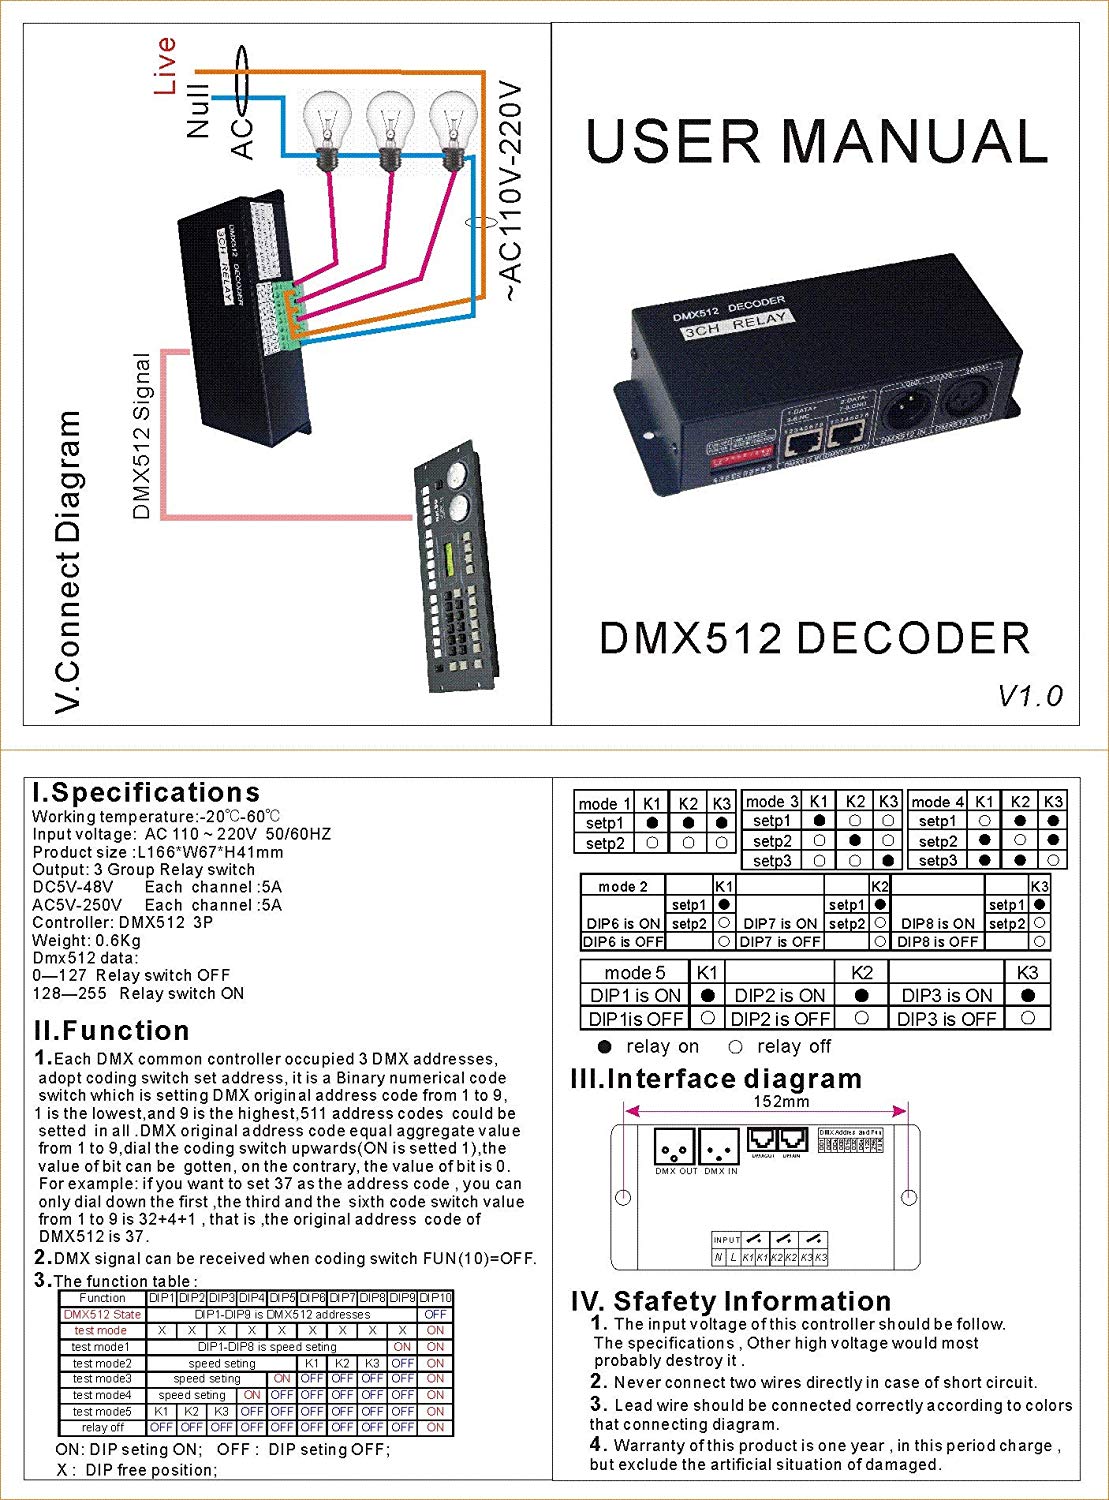 Live
Null
AC
~AC110V-220V
DMX512 DECODER
3CH RELAY
DMX512 Signal
V.Connect Diagram
USER MANUAL
DMX512 DECODER
3CH RELAY
1:DATA+ 2:DATA-
3-6:NC 7-8:GND
12345678 12345678
DMX512 IN DMX512 OUT
DMX512 DECODER
V1.0
I.Specifications
Working temperature:-20℃-60℃
Input voltage: AC 110 ~ 220V 50/60HZ
Product size :L166*W67*H41mm
Output: 3 Group Relay switch
DC5V-48V Each channel :5A
AC5V-250V Each channel :5A
Controller: DMX512 3P
Weight: 0.6Kg
Dmx512 data:
0—127 Relay switch OFF
128—255 Relay switch ON
II.Function
1.Each DMX common controller occupied 3 DMX addresses,
adopt coding switch set address, it is a Binary numerical code
switch which is setting DMX original address code from 1 to 9,
1 is the lowest,and 9 is the highest,511 address codes could be
setted in all .DMX original address code equal aggregate value
from 1 to 9,dial the coding switch upwards(ON is setted 1),the
value of bit can be gotten, on the contrary, the value of bit is 0.
For example: if you want to set 37 as the address code , you can
only dial down the first ,the third and the sixth code switch value
from 1 to 9 is 32+4+1 , that is ,the original address code of
DMX512 is 37.
2.DMX signal can be received when coding switch FUN(10)=OFF.
3.The function table :
Function DIP1 DIP2 DIP3 DIP4 DIP5 DIP6 DIP7 DIP8 DIP9 DIP10
DMX512 State DIP1-DIP9 is DMX512 addresses OFF
test mode X X X X X X X X X ON
test mode1 DIP1-DIP8 is speed seting ON ON
test mode2 speed seting K1 K2 K3 OFF ON
test mode3 speed seting ON OFF OFF OFF OFF ON
test mode4 speed seting ON OFF OFF OFF OFF OFF ON
test mode5 K1 K2 K3 OFF OFF OFF OFF OFF OFF ON
relay off OFF OFF OFF OFF OFF OFF OFF OFF OFF ON
ON: DIP seting ON; OFF : DIP seting OFF;
X : DIP free position;
mode 1 K1 K2 K3
setp1 ● ● ●
setp2 ○ ○ ○
mode 3 K1 K2 K3
setp1 ● ○ ○
setp2 ○ ● ○
setp3 ○ ○ ●
mode 4 K1 K2 K3
setp1 ○ ● ●
setp2 ● ○ ●
setp3 ● ● ○
mode 2 K1 K2 K3
setp1 ● setp1 ● setp1 ●
DIP6 is ON setp2 ○ DIP7 is ON setp2 ○ DIP8 is ON setp2 ○
DIP6 is OFF ○ DIP7 is OFF ○ DIP8 is OFF ○
mode 5 K1 K2 K3
DIP1 is ON ● DIP2 is ON ● DIP3 is ON ●
DIP1is OFF ○ DIP2 is OFF ○ DIP3 is OFF ○
● relay on ○ relay off
III.Interface diagram
152mm
DMX OUT DMX IN
INPUT
N L K1 K1 K2 K2 K3 K3
IV. Sfafety Information
1. The input voltage of this controller should be follow.
The specifications , Other high voltage would most
probably destroy it .
2. Never connect two wires directly in case of short circuit.
3. Lead wire should be connected correctly according to colors
that connecting diagram.
4. Warranty of this product is one year , in this period charge ,
but exclude the artificial situation of damaged.